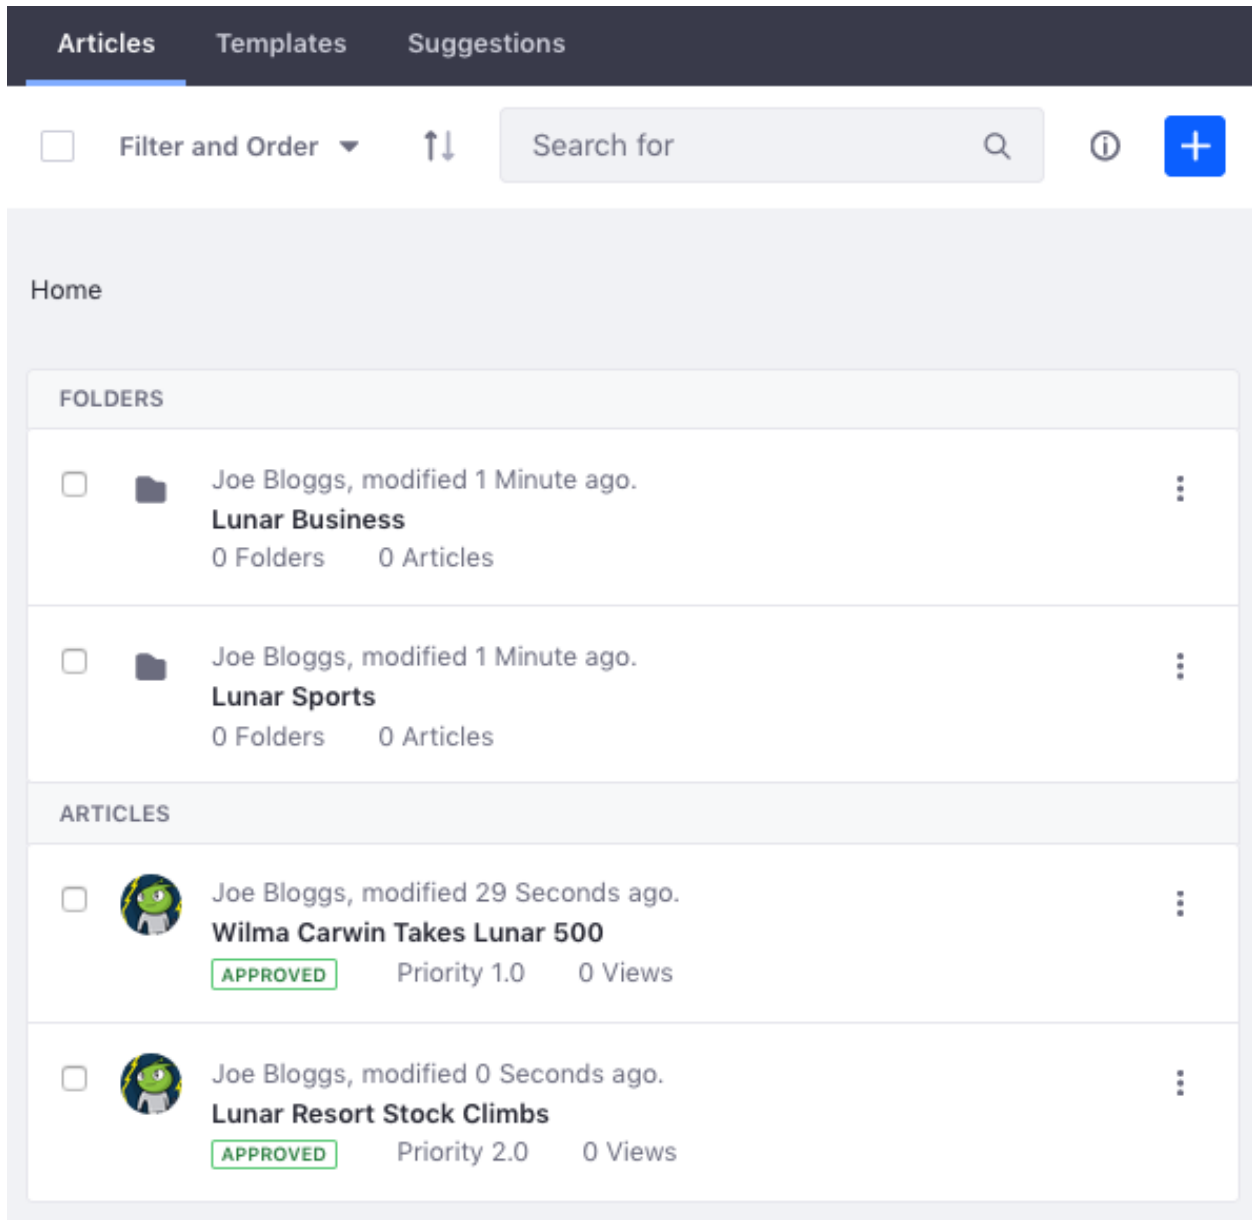 Articles Templates Suggestions
Filter and Order Search for
Home
FOLDERS
Joe Bloggs, modified 1 Minute ago.
Lunar Business
0 Folders 0 Articles
Joe Bloggs, modified 1 Minute ago.
Lunar Sports
0 Folders 0 Articles
ARTICLES
Joe Bloggs, modified 29 Seconds ago.
Wilma Carwin Takes Lunar 500
APPROVED Priority 1.0 0 Views
Joe Bloggs, modified 0 Seconds ago.
Lunar Resort Stock Climbs
APPROVED Priority 2.0 0 Views